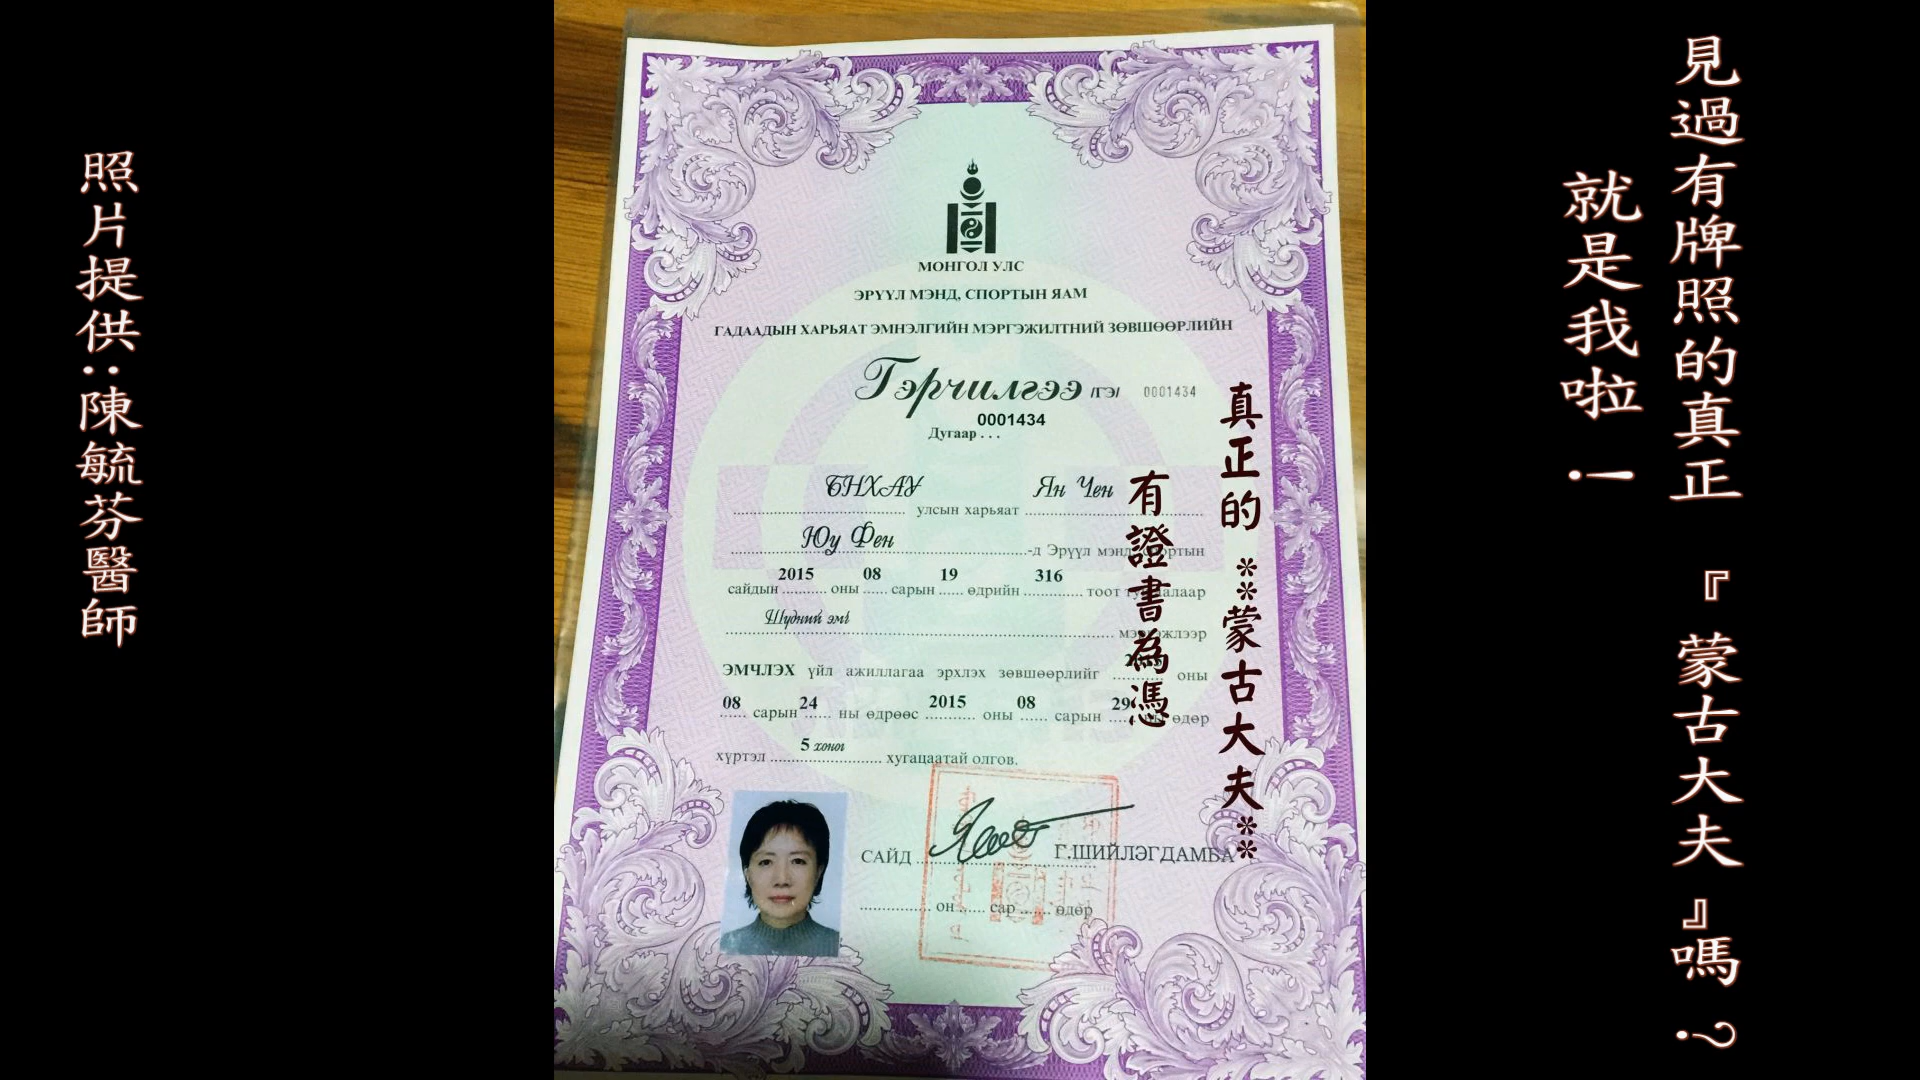 見過有牌照的真正『蒙古大夫』嗎？
就是我啦！
МОНГОЛ УЛС
ЭРҮҮЛ МЭНД, СПОРТЫН ЯАМ
ГАДААДЫН ХАРЬЯАТ ЭМНЭЛГИЙН МЭРГЭЖИЛТНИЙ ЗӨВШӨӨРЛИЙН
Гэрчилгээ /ГЭ/ 0001434
0001434
Дугаар . . .
БНХАУ улсын харьяат Ян Чен
Юу Фен -д Эрүүл мэнд, спортын
2015 08 19 316
сайдын .......... оны ...... сарын ...... өдрийн ............ тоот
Шүдний эмч
мэргэжлээр
ЭМЧЛЭХ үйл ажиллагаа эрхлэх зөвшөөрлийг ............ оны
08 сарын 24 ны өдрөөс 2015 оны 08 сарын 29 ны өдөр
хүртэл 5 хоног хугацаатай олгов.
САЙД Г.ШИЙЛЭГДАМБА
он ...... сар ...... өдөр
真正的 **蒙古大夫**
有證書為憑
照片提供:陳毓芬醫師